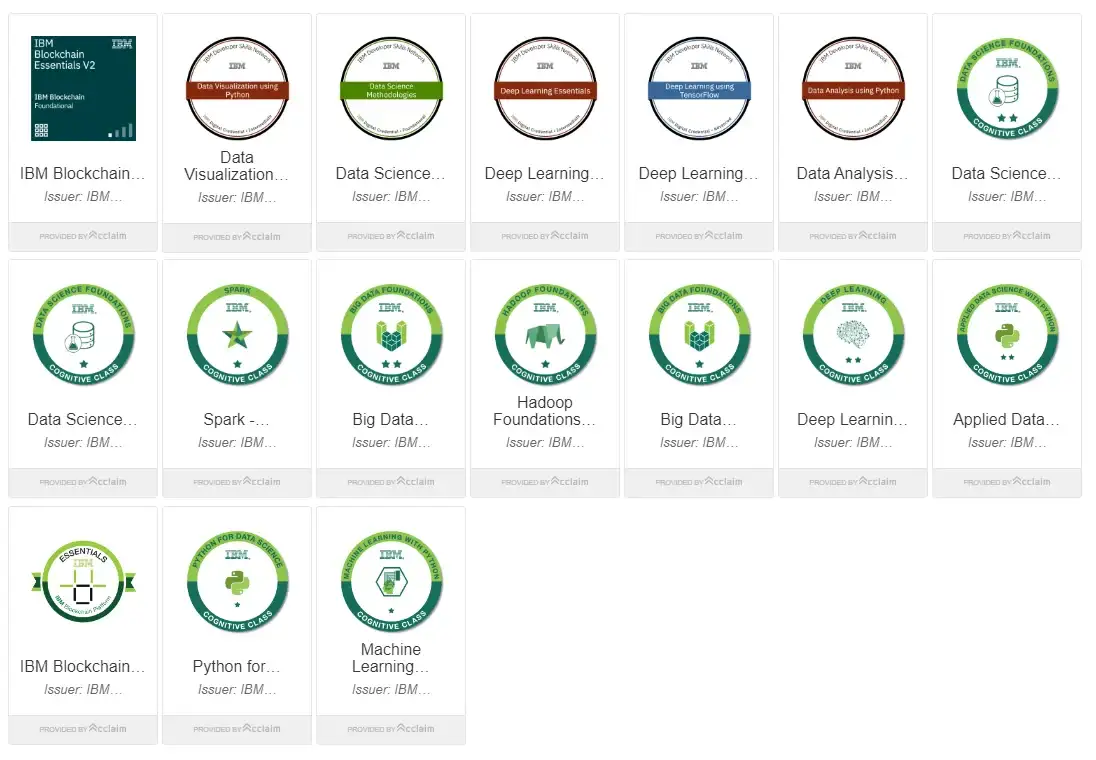 IBM
Blockchain
Essentials V2
IBM
IBM Blockchain
Foundational
IBM Blockchain...
Issuer: IBM...
PROVIDED BY Acclaim
IBM Developer Skills Network
IBM
Data Visualization using
Python
IBM Digital Credential - Intermediate
Data
Visualization...
Issuer: IBM...
PROVIDED BY Acclaim
IBM Developer Skills Network
IBM
Data Science
Methodologies
IBM Digital Credential - Foundational
Data Science...
Issuer: IBM...
PROVIDED BY Acclaim
IBM Developer Skills Network
IBM
Deep Learning Essentials
IBM Digital Credential - Intermediate
Deep Learning...
Issuer: IBM...
PROVIDED BY Acclaim
IBM Developer Skills Network
IBM
Deep Learning using
TensorFlow
IBM Digital Credential - Advanced
Deep Learning...
Issuer: IBM...
PROVIDED BY Acclaim
IBM Developer Skills Network
IBM
Data Analysis using Python
IBM Digital Credential - Intermediate
Data Analysis...
Issuer: IBM...
PROVIDED BY Acclaim
DATA SCIENCE FOUNDATIONS
IBM.
COGNITIVE CLASS
Data Science...
Issuer: IBM...
PROVIDED BY Acclaim
DATA SCIENCE FOUNDATIONS
IBM.
COGNITIVE CLASS
Data Science...
Issuer: IBM...
PROVIDED BY Acclaim
SPARK
IBM.
COGNITIVE CLASS
Spark -...
Issuer: IBM...
PROVIDED BY Acclaim
BIG DATA FOUNDATIONS
IBM.
COGNITIVE CLASS
Big Data...
Issuer: IBM...
PROVIDED BY Acclaim
HADOOP FOUNDATIONS
IBM.
COGNITIVE CLASS
Hadoop
Foundations...
Issuer: IBM...
PROVIDED BY Acclaim
BIG DATA FOUNDATIONS
IBM.
COGNITIVE CLASS
Big Data...
Issuer: IBM...
PROVIDED BY Acclaim
DEEP LEARNING
IBM.
COGNITIVE CLASS
Deep Learnin...
Issuer: IBM...
PROVIDED BY Acclaim
APPLIED DATA SCIENCE WITH PYTHON
IBM.
COGNITIVE CLASS
Applied Data...
Issuer: IBM...
PROVIDED BY Acclaim
ESSENTIALS
IBM
IBM Blockchain Platform
IBM Blockchain...
Issuer: IBM...
PROVIDED BY Acclaim
PYTHON FOR DATA SCIENCE
IBM.
COGNITIVE CLASS
Python for...
Issuer: IBM...
PROVIDED BY Acclaim
MACHINE LEARNING WITH PYTHON
IBM.
COGNITIVE CLASS
Machine
Learning...
Issuer: IBM...
PROVIDED BY Acclaim